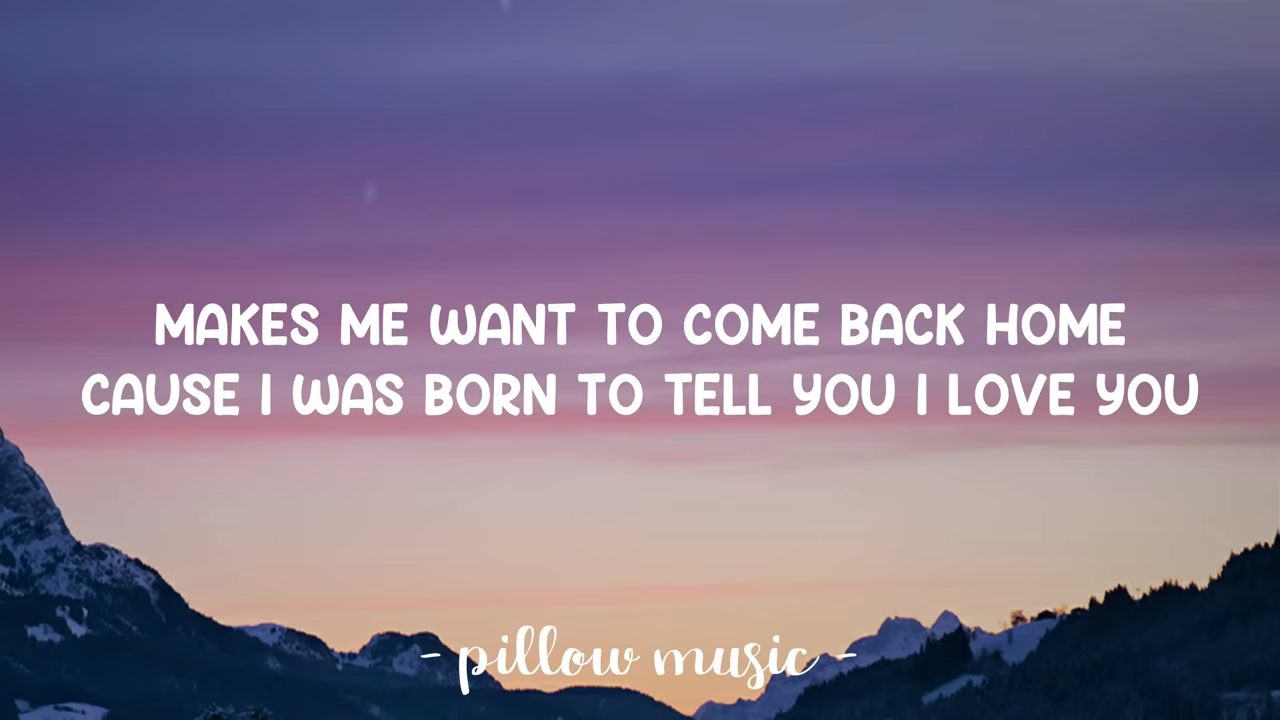 MAKES ME WANT TO COME BACK HOME
CAUSE I WAS BORN TO TELL YOU I LOVE YOU
- pillow music -